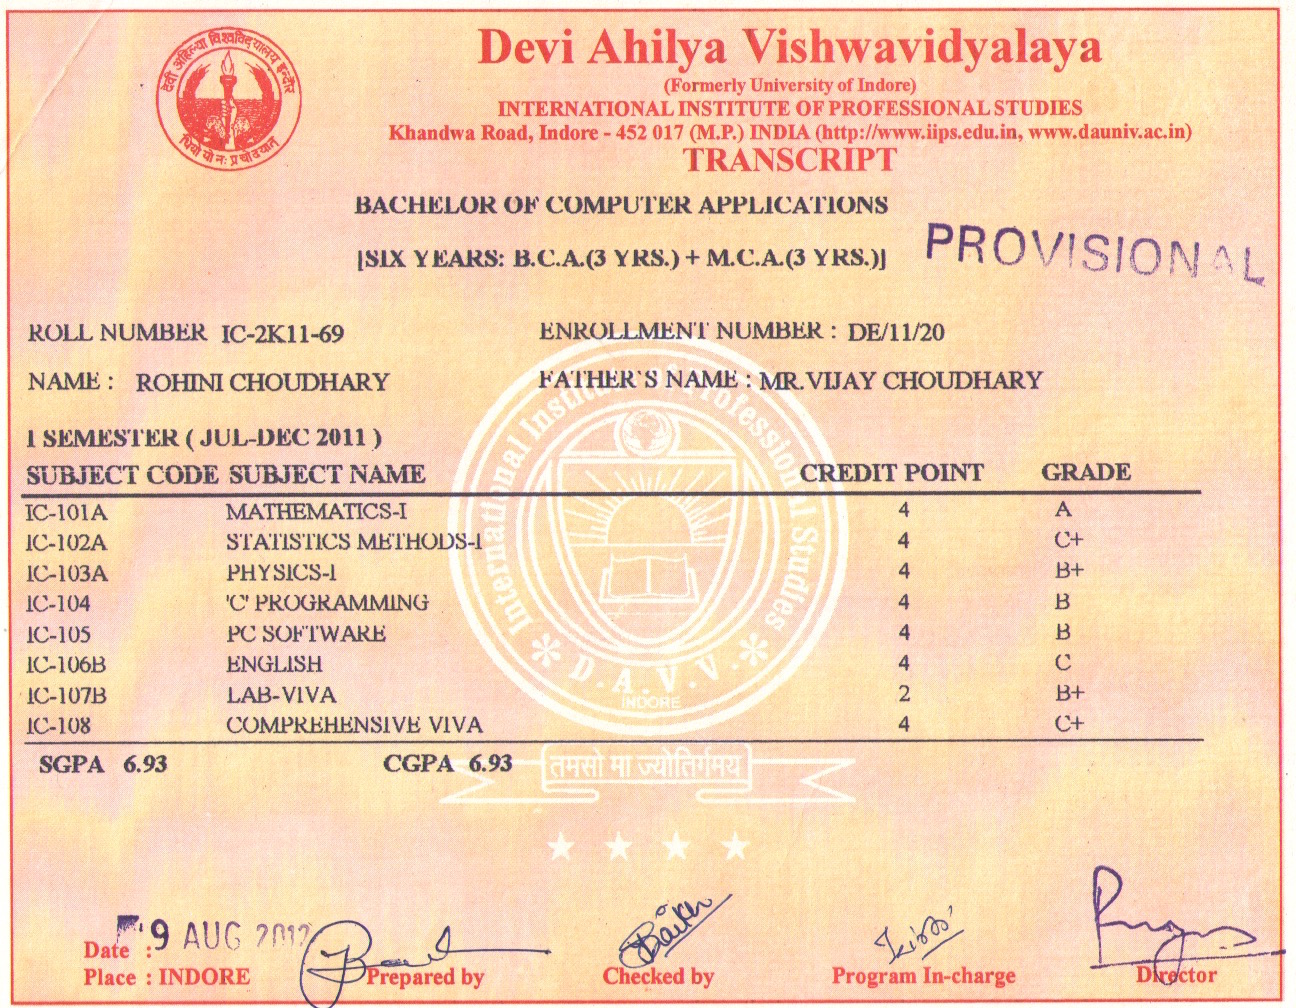 देवी अहिल्या विश्वविद्यालय इन्दौर
धियो यो नः प्रचोदयात्
Devi Ahilya Vishwavidyalaya
(Formerly University of Indore)
INTERNATIONAL INSTITUTE OF PROFESSIONAL STUDIES
Khandwa Road, Indore - 452 017 (M.P.) INDIA (http://www.iips.edu.in, www.dauniv.ac.in)
TRANSCRIPT
BACHELOR OF COMPUTER APPLICATIONS
[SIX YEARS: B.C.A.(3 YRS.) + M.C.A.(3 YRS.)]
PROVISIONAL
ROLL NUMBER IC-2K11-69 ENROLLMENT NUMBER : DE/11/20
NAME : ROHINI CHOUDHARY FATHER`S NAME : MR.VIJAY CHOUDHARY
I SEMESTER ( JUL-DEC 2011 )
SUBJECT CODE SUBJECT NAME CREDIT POINT GRADE
IC-101A MATHEMATICS-I 4 A
IC-102A STATISTICS METHODS-I 4 C+
IC-103A PHYSICS-I 4 B+
IC-104 'C' PROGRAMMING 4 B
IC-105 PC SOFTWARE 4 B
IC-106B ENGLISH 4 C
IC-107B LAB-VIVA 2 B+
IC-108 COMPREHENSIVE VIVA 4 C+
SGPA 6.93 CGPA 6.93
International Institute of Professional Studies
D.A.V.V.
INDORE
तमसो मा ज्योतिर्गमय
Date : 9 AUG 2012
Place : INDORE Prepared by Checked by Program In-charge Director